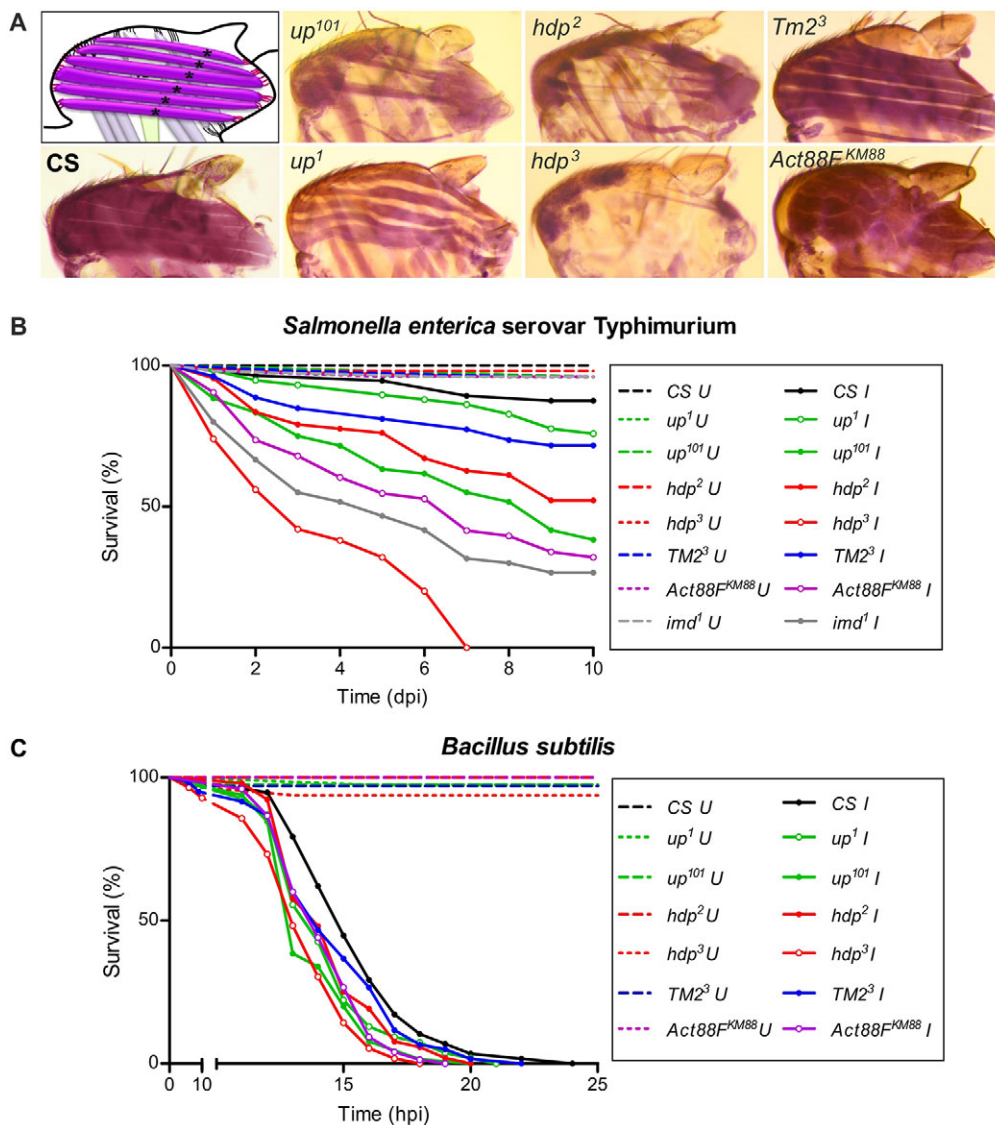 A
up101
hdp2
Tm23
CS
up1
hdp3
Act88FKM88
B
Salmonella enterica serovar Typhimurium
Survival (%)
100
50
0
0 2 4 6 8 10
Time (dpi)
CS U CS I
up1 U up1 I
up101 U up101 I
hdp2 U hdp2 I
hdp3 U hdp3 I
TM23 U TM23 I
Act88FKM88 U Act88FKM88 I
imd1 U imd1 I
C
Bacillus subtilis
Survival (%)
100
50
0
0 10 15 20 25
Time (hpi)
CS U CS I
up1 U up1 I
up101 U up101 I
hdp2 U hdp2 I
hdp3 U hdp3 I
TM23 U TM23 I
Act88FKM88 U Act88FKM88 I